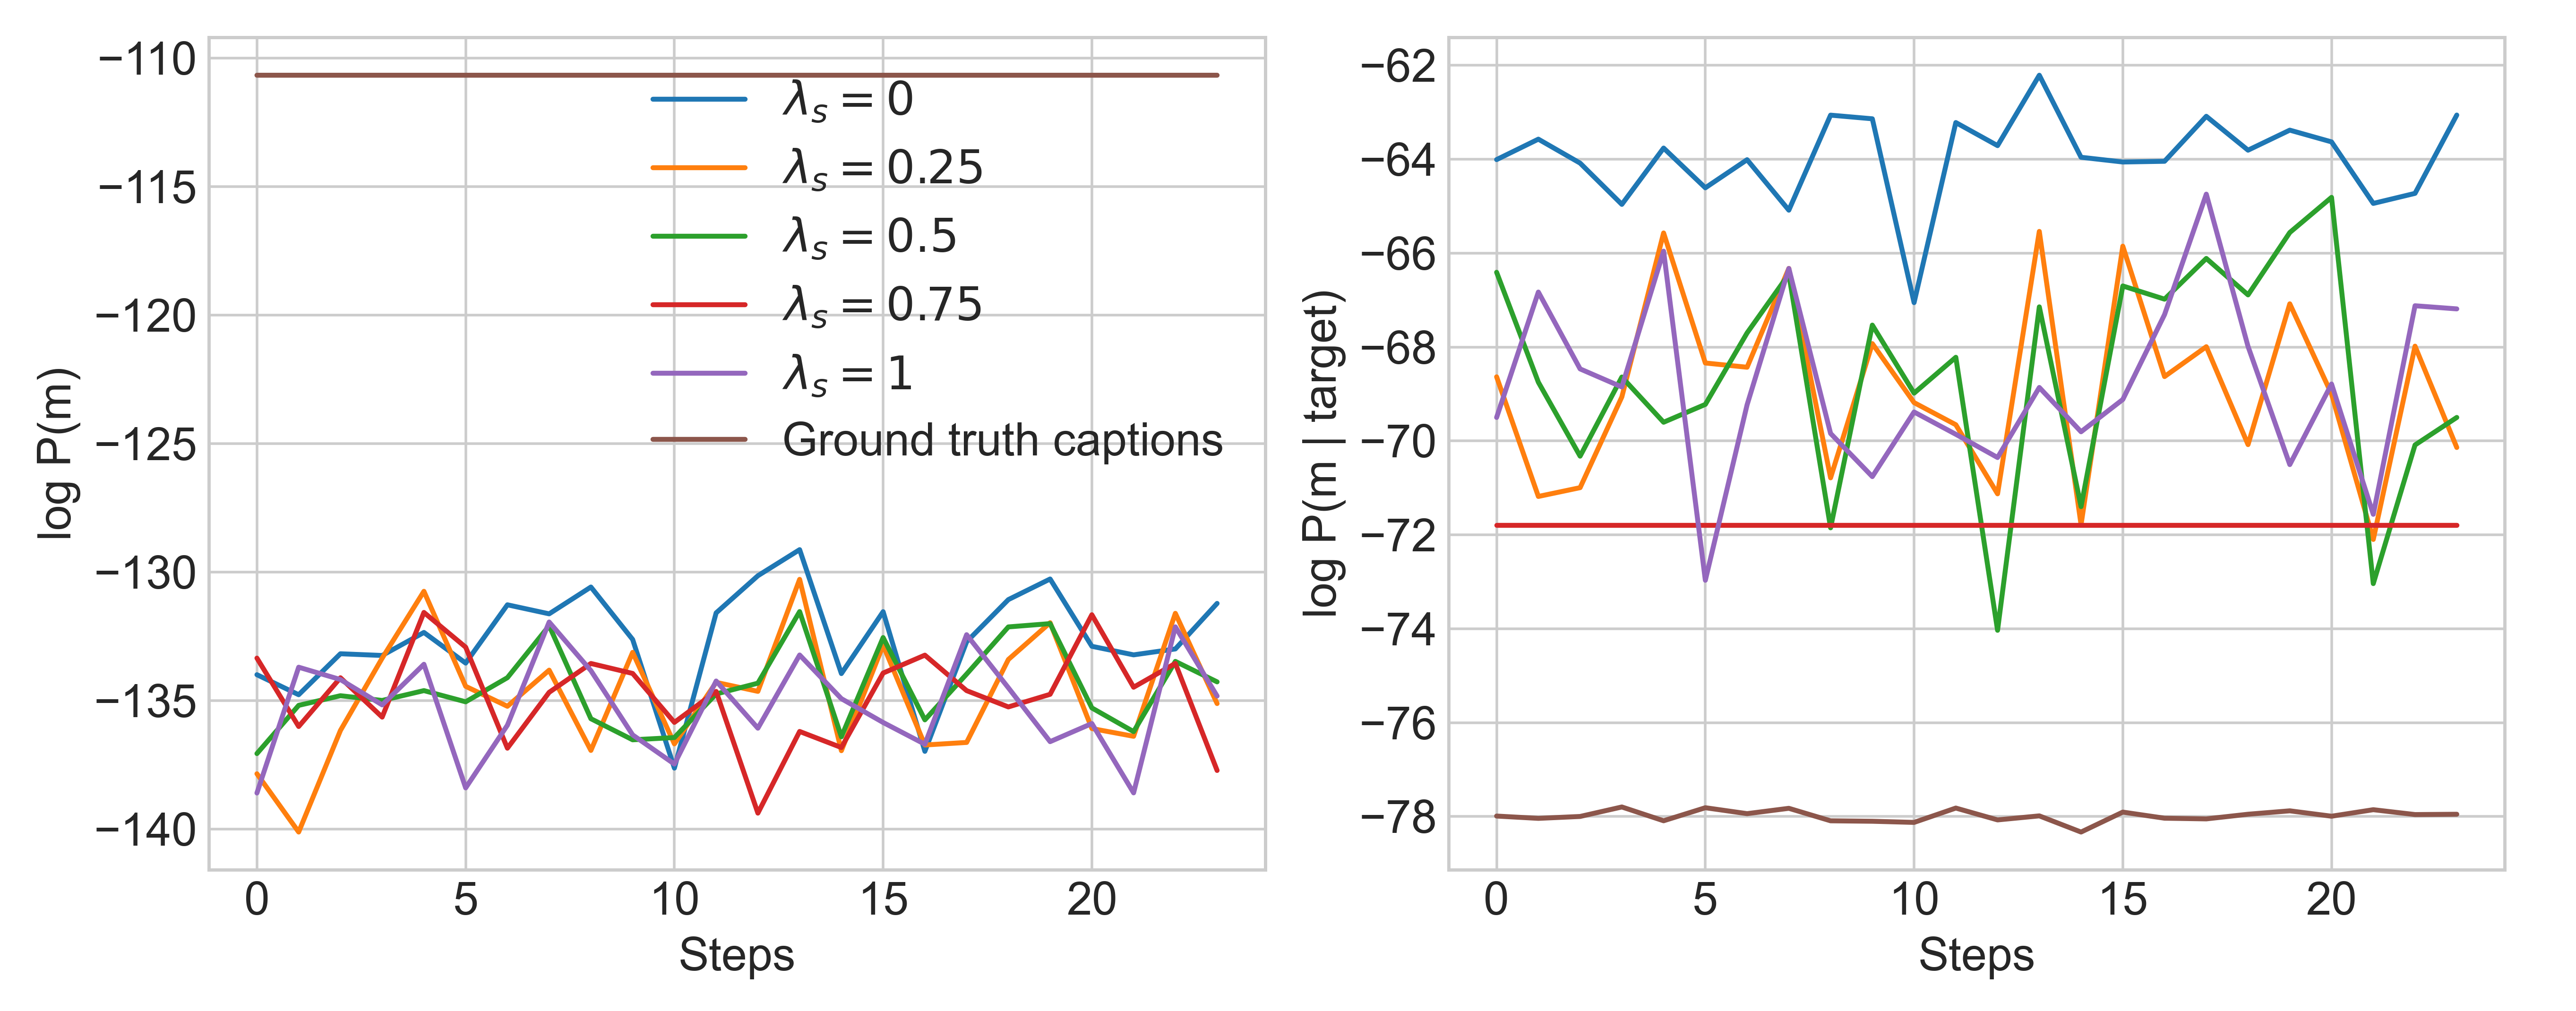 log P(m)
−110
−115
−120
−125
−130
−135
−140
λs = 0
λs = 0.25
λs = 0.5
λs = 0.75
λs = 1
Ground truth captions
0 5 10 15 20
Steps
log P(m | target)
−62
−64
−66
−68
−70
−72
−74
−76
−78
0 5 10 15 20
Steps